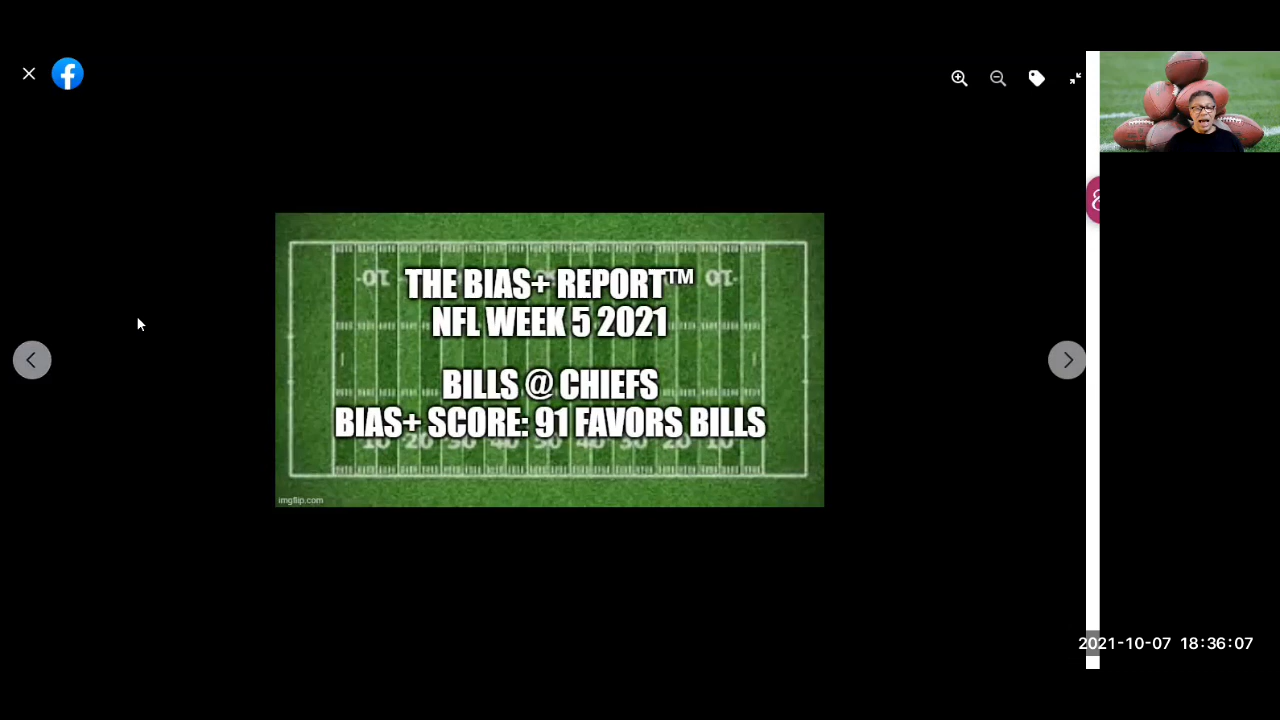 THE BIAS+ REPORT™
NFL WEEK 5 2021
BILLS @ CHIEFS
BIAS+ SCORE: 91 FAVORS BILLS
imgflip.com
2021-10-07 18:36:07